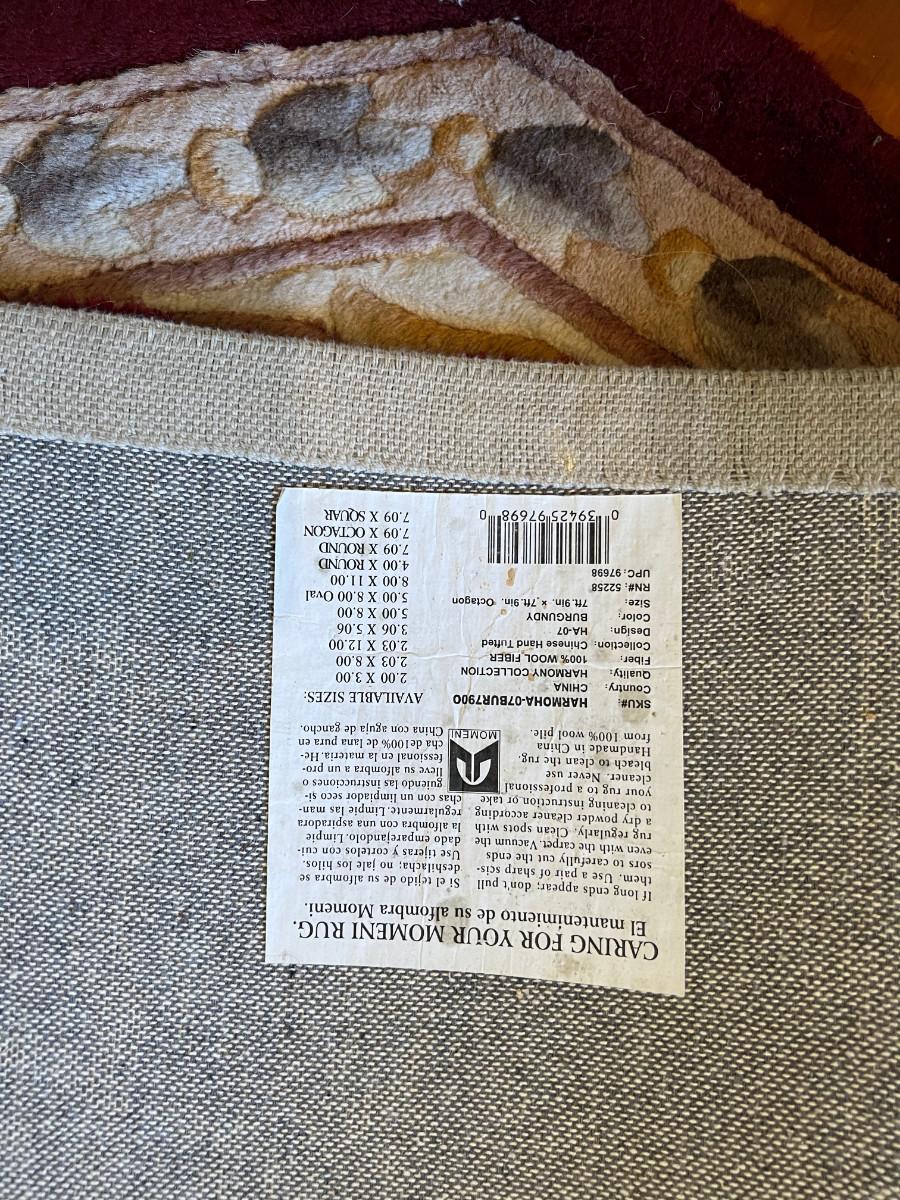 CARING FOR YOUR MOMENI RUG.
El mantenimiento de su alfombra Momeni.
If long ends appear; don't pull
them. Use a pair of sharp scis-
sors to carefully cut the ends
even with the carpet. Vacuum the
rug regularly. Clean spots with
a dry powder cleaner according
to cleaning instruction or take
your rug to a professional
cleaner. Never use
bleach to clean the rug.
Handmade in China
from 100% wool pile.
Si el tejido de su alfombra se
deshilacha; no jale los hilos.
Use tijeras y cortelos con cui-
dado emparejandolo. Limpie
la alfombra con una aspiradora
regularmente. Limpie las man-
chas con un limpiador seco si-
guiendo las instrucciones o
lleve su alfombra a un pro-
fessional en la materia. He-
cha de100% de lana pura en
China con aguja de gancho.
MOMENI
SKU#: HARMOHA-07BUR7900
Country: CHINA
Quality: HARMONY COLLECTION
Fiber: 100% WOOL FIBER
Collection: Chinese Hand Tufted
Design: HA-07
Color: BURGUNDY
Size: 7ft.9in. x 7ft.9in. Octagon
RN#: 52258
UPC: 97698
0 39425 97698 0
AVAILABLE SIZES:
2.00 X 3.00
2.03 X 8.00
2.03 X 12.00
3.06 X 5.06
5.00 X 8.00
5.00 X 8.00 Oval
8.00 X 11.00
4.00 X ROUND
7.09 X ROUND
7.09 X OCTAGON
7.09 X SQUAR